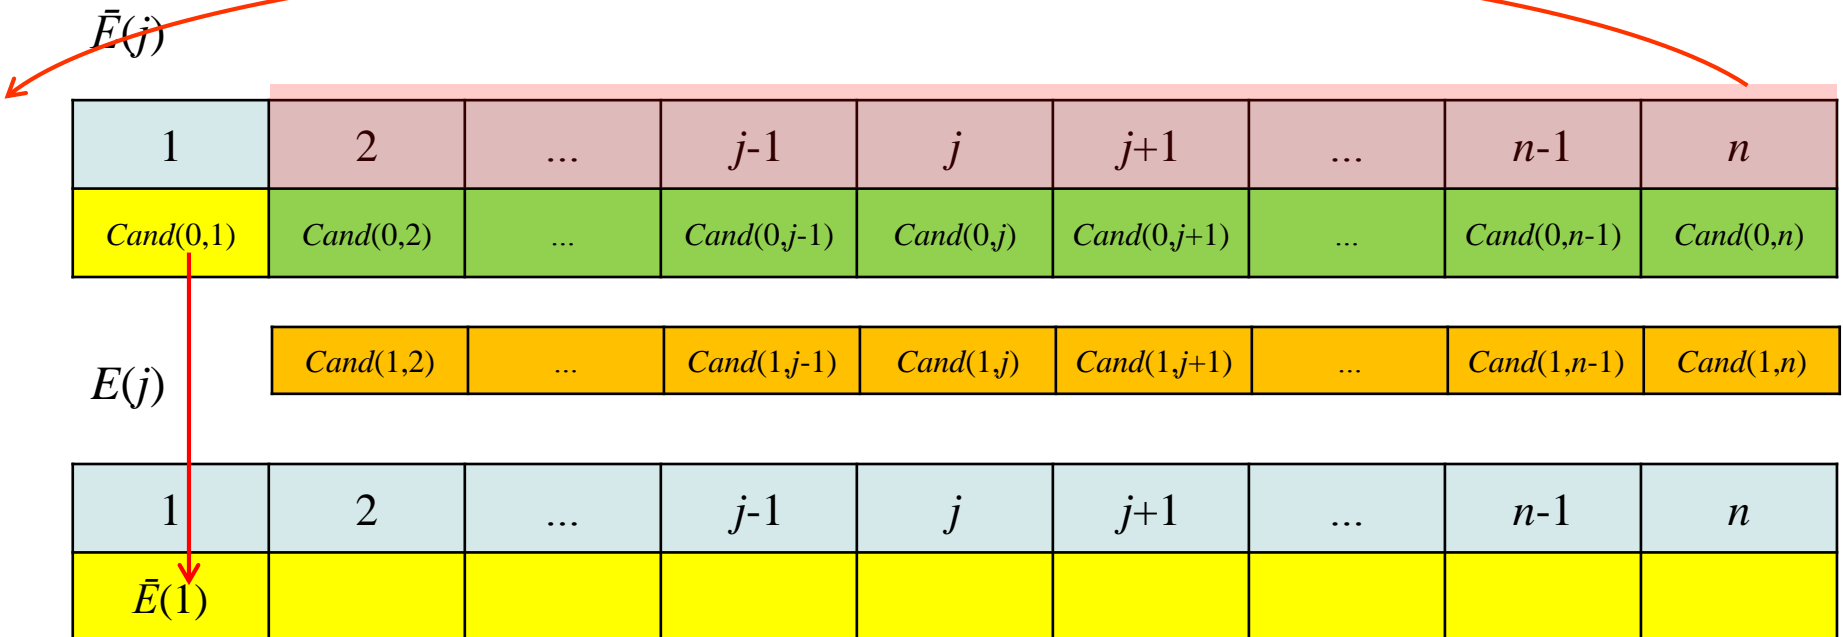 Ē(j)
1 2 ... j-1 j j+1 ... n-1 n
Cand(0,1) Cand(0,2) ... Cand(0,j-1) Cand(0,j) Cand(0,j+1) ... Cand(0,n-1) Cand(0,n)
Cand(1,2) ... Cand(1,j-1) Cand(1,j) Cand(1,j+1) ... Cand(1,n-1) Cand(1,n)
E(j)
1 2 ... j-1 j j+1 ... n-1 n
Ē(1)